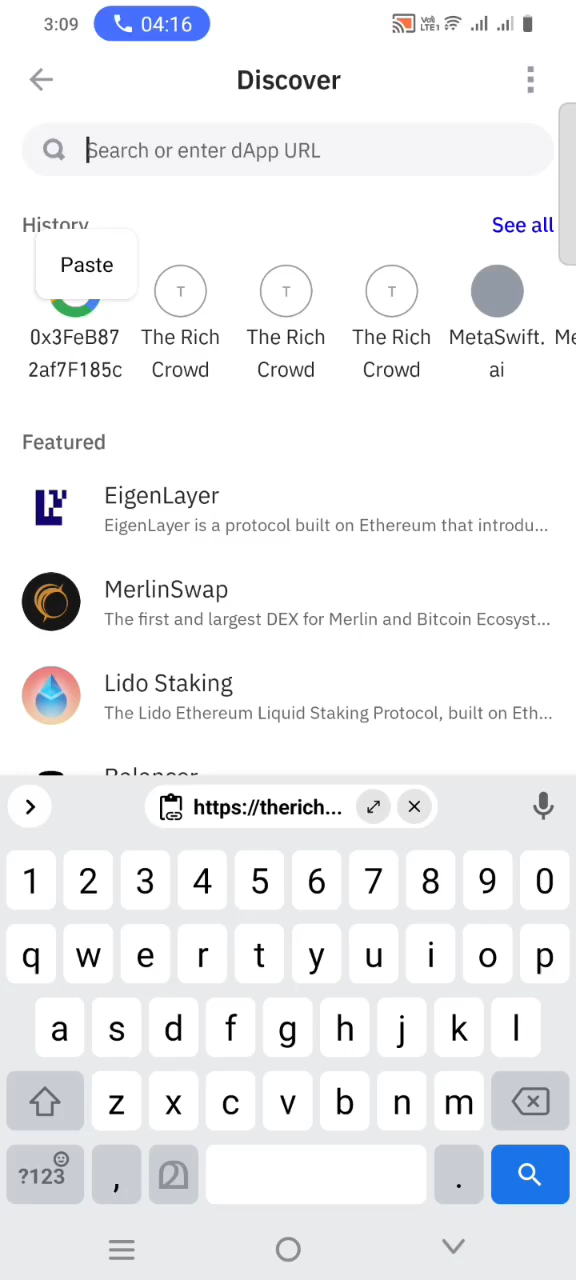 3:09 04:16 Vo) LTE1
Discover
Search or enter dApp URL
History See all
Paste
T T T
0x3FeB87 The Rich The Rich The Rich MetaSwift. Me
2af7F185c Crowd Crowd Crowd ai
Featured
EigenLayer
EigenLayer is a protocol built on Ethereum that introdu...
MerlinSwap
The first and largest DEX for Merlin and Bitcoin Ecosyst...
Lido Staking
The Lido Ethereum Liquid Staking Protocol, built on Eth...
Balancer
https://therich...
1 2 3 4 5 6 7 8 9 0
q w e r t y u i o p
a s d f g h j k l
z x c v b n m
?123 , .